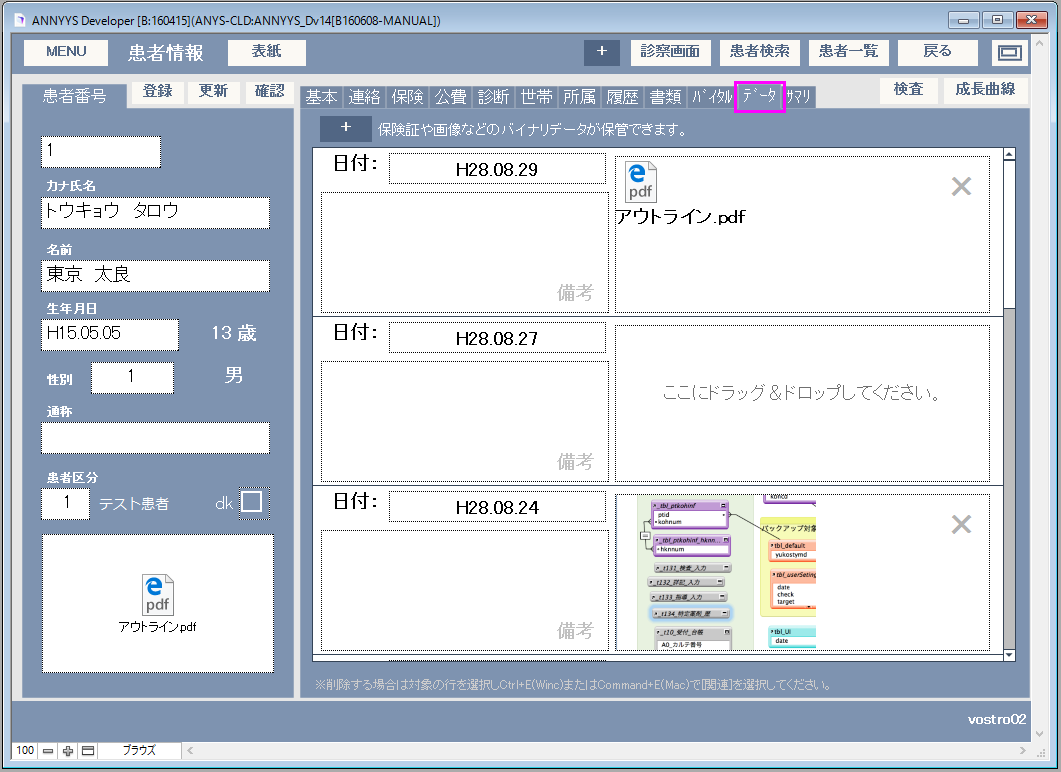 ANNYYS Developer [B:160415](ANYS-CLD:ANNYYS_Dv14[B160608-MANUAL])
MENU 患者情報 表紙 + 診察画面 患者検索 患者一覧 戻る
患者番号 登録 更新 確認 基本 連絡 保険 公費 診断 世帯 所属 履歴 書類 ﾊﾞｲﾀﾙ ﾃﾞｰﾀ ｻﾏﾘ 検査 成長曲線
+ 保険証や画像などのバイナリデータが保管できます。
1
カナ氏名
トウキョウ タロウ
名前
東京 太良
生年月日
H15.05.05 13 歳
性別 1 男
通称
患者区分
1 テスト患者 dk
pdf
アウトライン.pdf
日付: H28.08.29
備考
pdf
アウトライン.pdf
日付: H28.08.27
備考
ここにドラッグ＆ドロップしてください。
日付: H28.08.24
備考
_tbl_ptkohinf
ptid
kohnum
_tbl_ptkohinf_hknn...
hknnum
_t131_検査_入力
_t132_詳記_入力
_t133_指導_入力
_t134_特定薬剤_歴
_t10_受付_台帳
A0_カルテ番号
kohcd
バックアップ対象
tbl_default
yukostymd
tbl_userSeting
date
check
target
tbl_UI
date
※削除する場合は対象の行を選択しCtrl+E(Winc)またはCommand+E(Mac)で[関連]を選択してください。
vostro02
100 ブラウズ